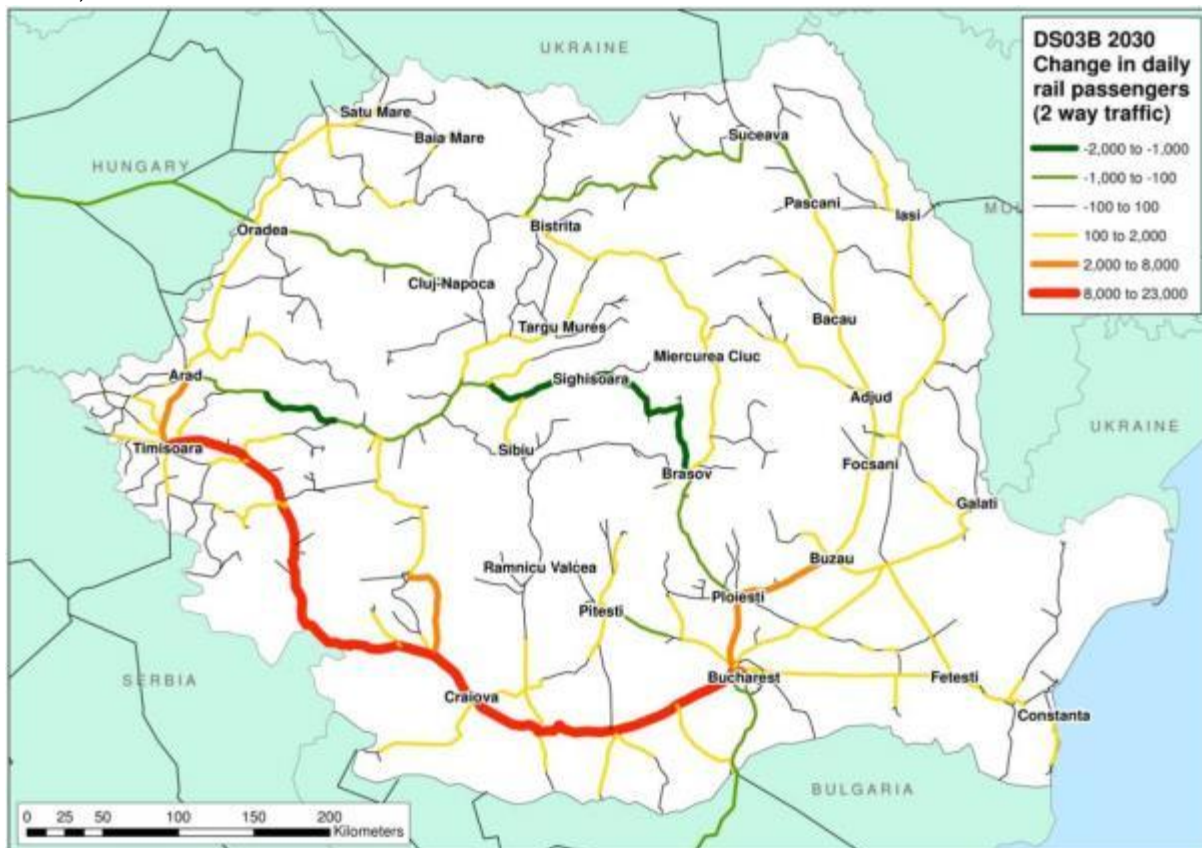 UKRAINE
DS03B 2030
Change in daily
rail passengers
(2 way traffic)
-2,000 to -1,000
-1,000 to -100
-100 to 100
100 to 2,000
2,000 to 8,000
8,000 to 23,000
Satu Mare
Baia Mare
Suceava
HUNGARY
Pascani
Iasi
Oradea
Bistrita
Cluj-Napoca
Targu Mures
Bacau
Miercurea Ciuc
Arad
Sighisoara
Adjud
UKRAINE
Timisoara
Sibiu
Focsani
Brasov
Galati
Buzau
Ramnicu Valcea
Ploiesti
Pitesti
SERBIA
Bucharest
Fetesti
Craiova
Constanta
BULGARIA
0 25 50 100 150 200
Kilometers